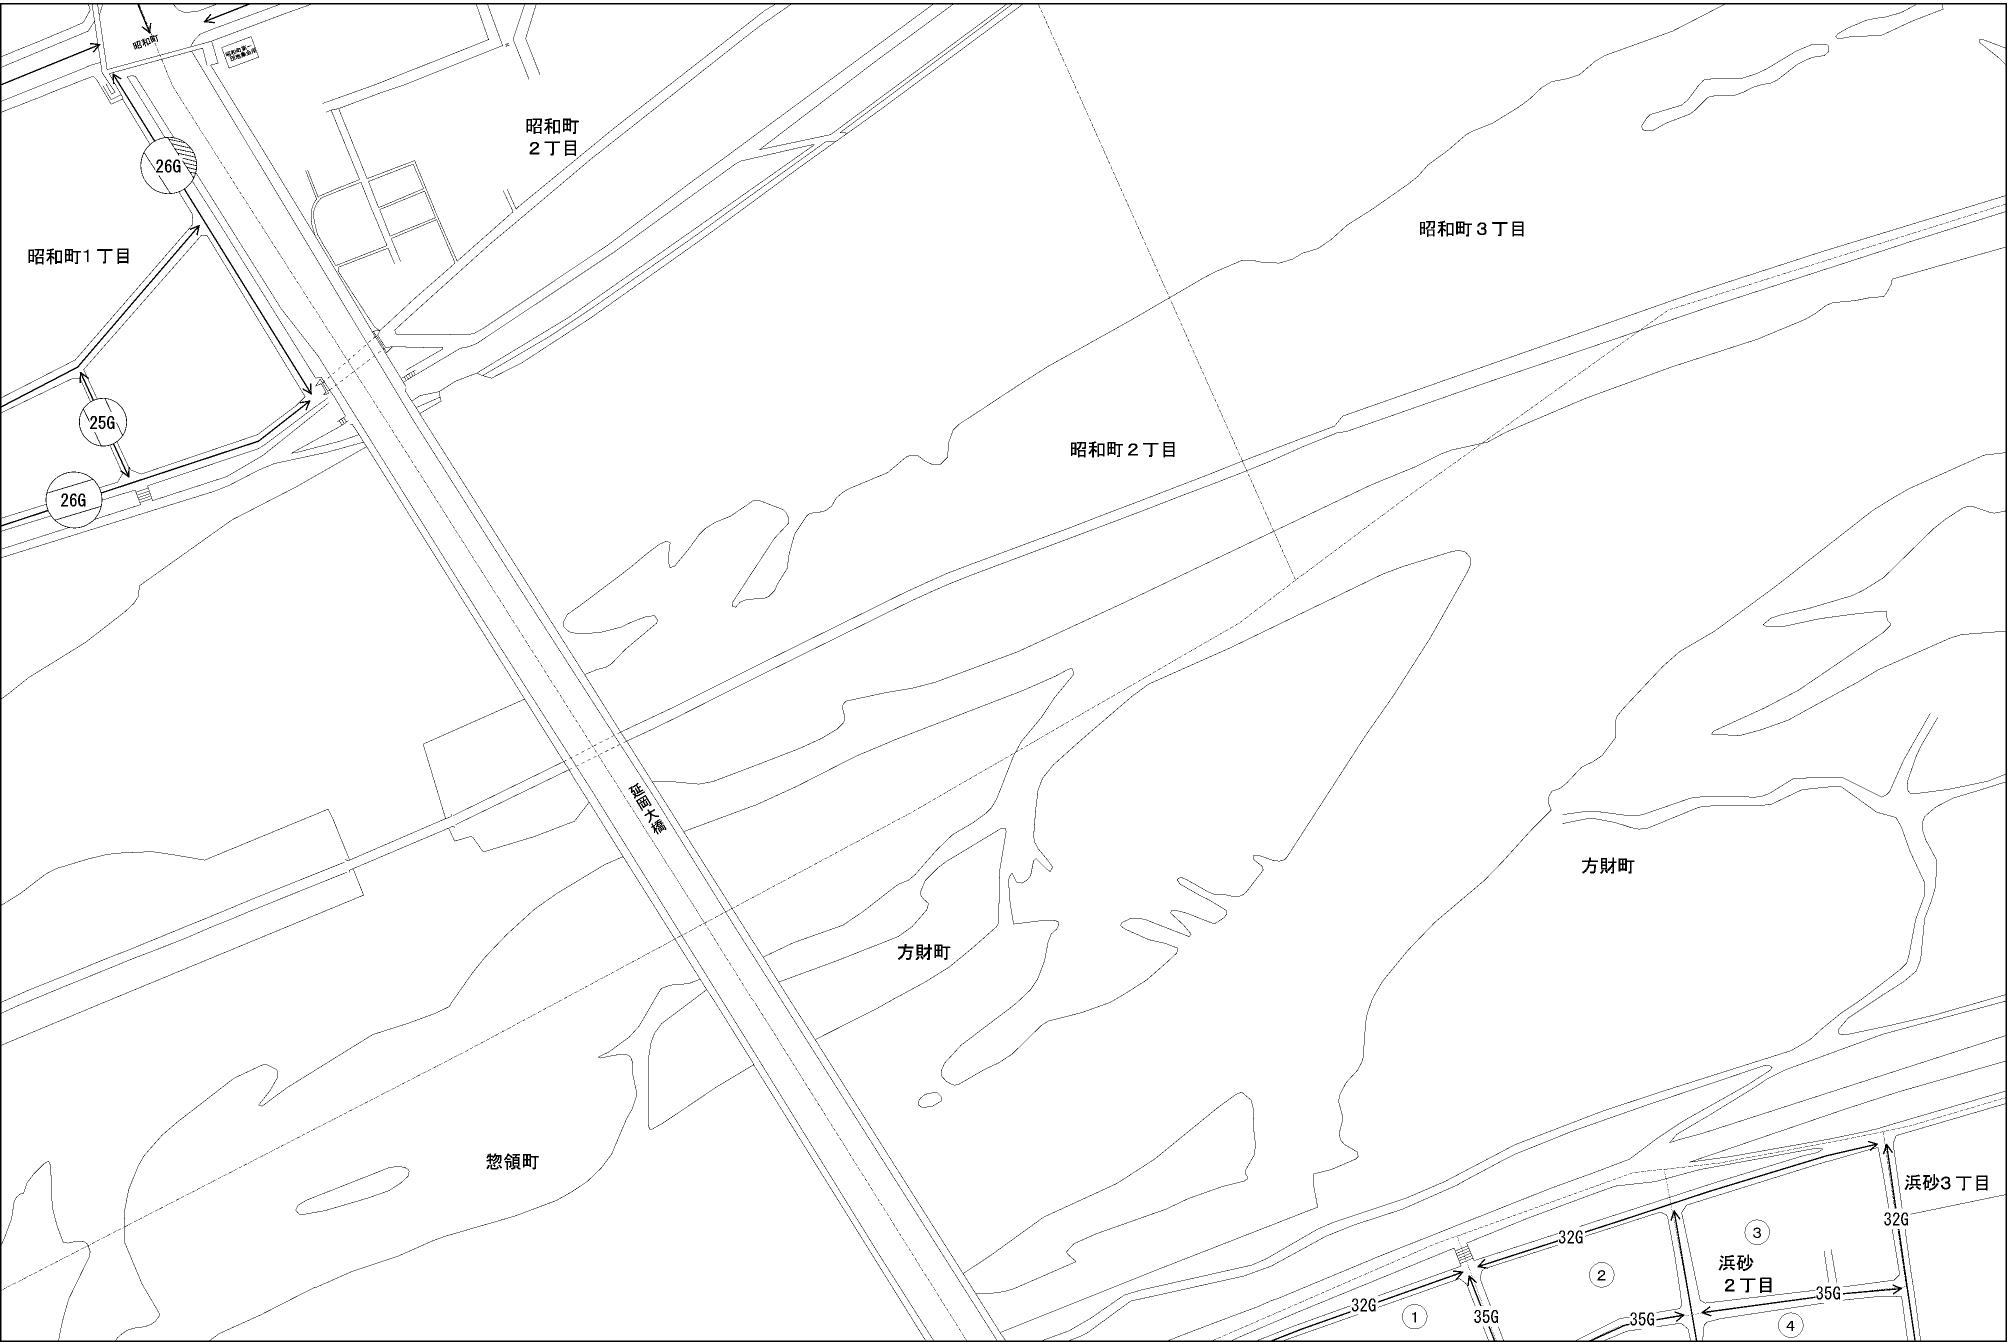 昭和町
昭和町
２丁目
26G
昭和町３丁目
昭和町１丁目
25G
昭和町２丁目
26G
延岡大橋
方財町
方財町
惣領町
浜砂３丁目
32G
32G
③
浜砂
２丁目
②
35G
32G
①
35G
35G
④